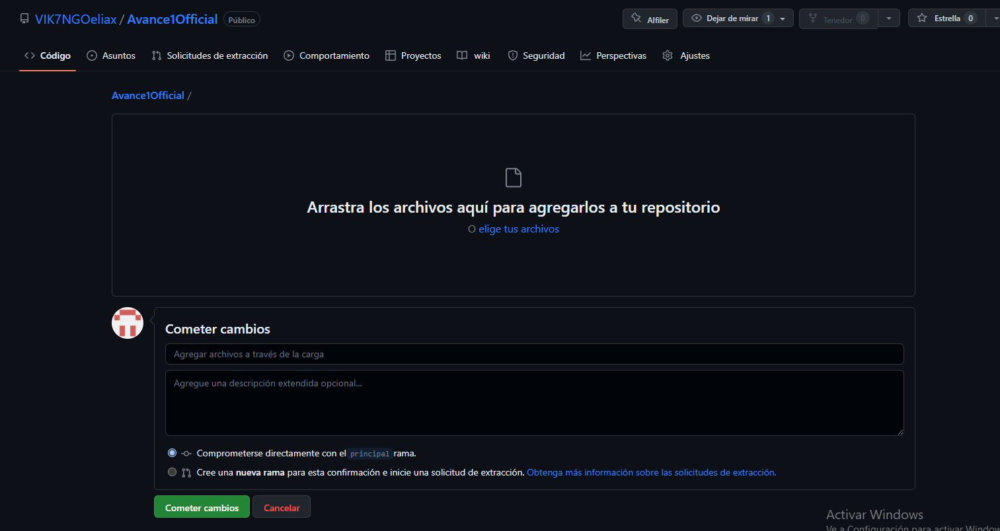 VIK7NGOeliax / Avance1Official Público
Alfiler Dejar de mirar 1 Tenedor 0 Estrella 0
Código Asuntos Solicitudes de extracción Comportamiento Proyectos wiki Seguridad Perspectivas Ajustes
Avance1Official /
Arrastra los archivos aquí para agregarlos a tu repositorio
O elige tus archivos
Cometer cambios
Agregar archivos a través de la carga
Agregue una descripción extendida opcional...
Comprometerse directamente con el principal rama.
Cree una nueva rama para esta confirmación e inicie una solicitud de extracción. Obtenga más información sobre las solicitudes de extracción.
Cometer cambios Cancelar
Activar Windows
Ve a Configuración para activar Window